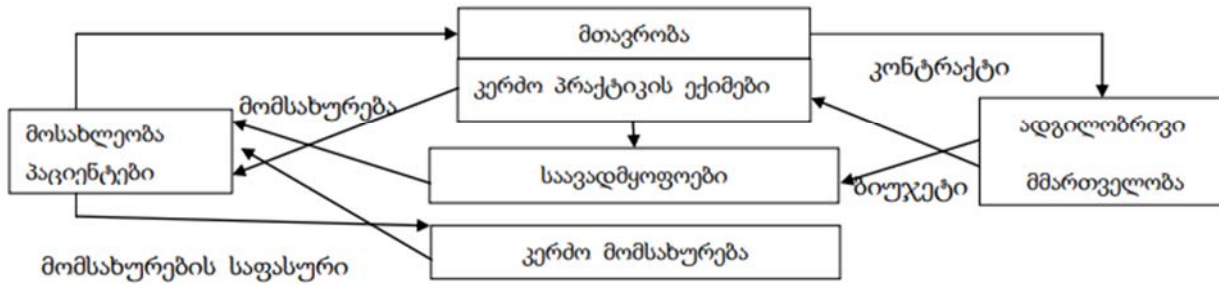 მთავრობა
კონტრაქტი
კერძო პრაქტიკის ექიმები
მომსახურება
მოსახლეობა
პაციენტები
ადგილობრივი
მმართველობა
საავადმყოფოები
ბიუჯეტი
კერძო მომსახურება
მომსახურების საფასური